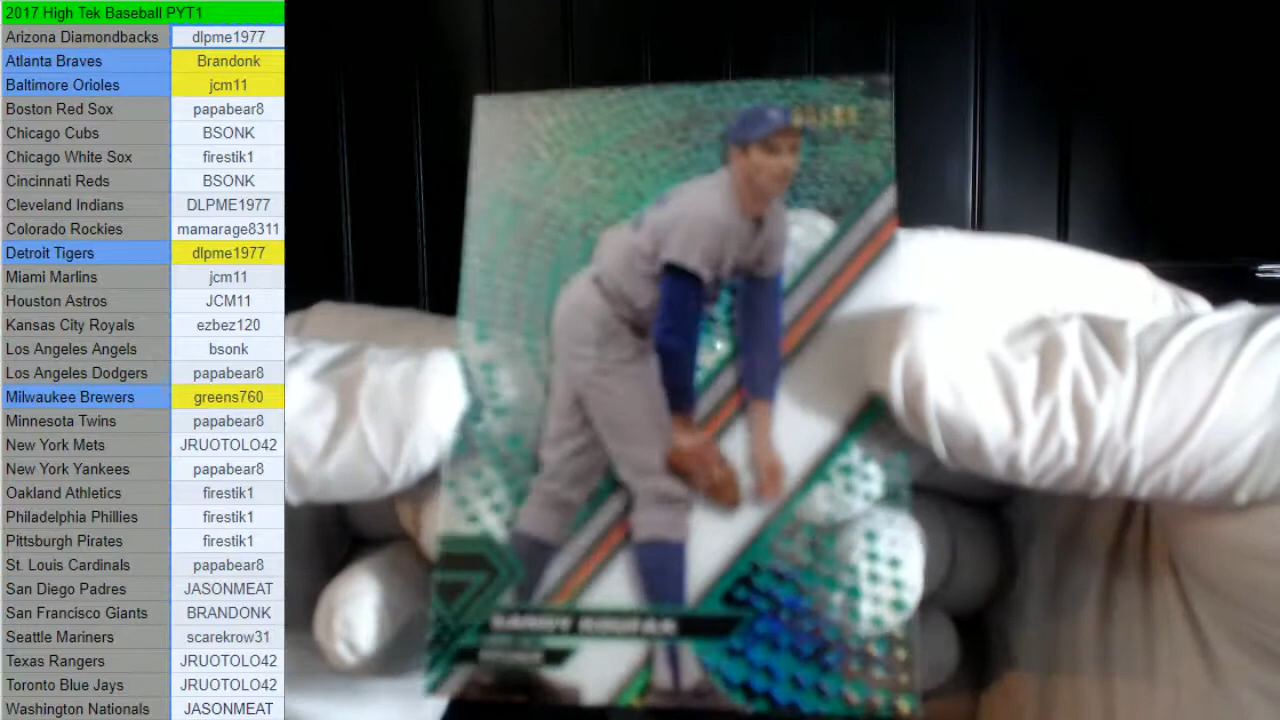 2017 High Tek Baseball PYT1
Arizona Diamondbacks dlpme1977
Atlanta Braves Brandonk
Baltimore Orioles jcm11
Boston Red Sox papabear8
Chicago Cubs BSONK
Chicago White Sox firestik1
Cincinnati Reds BSONK
Cleveland Indians DLPME1977
Colorado Rockies mamarage8311
Detroit Tigers dlpme1977
Miami Marlins jcm11
Houston Astros JCM11
Kansas City Royals ezbez120
Los Angeles Angels bsonk
Los Angeles Dodgers papabear8
Milwaukee Brewers greens760
Minnesota Twins papabear8
New York Mets JRUOTOLO42
New York Yankees papabear8
Oakland Athletics firestik1
Philadelphia Phillies firestik1
Pittsburgh Pirates firestik1
St. Louis Cardinals papabear8
San Diego Padres JASONMEAT
San Francisco Giants BRANDONK
Seattle Mariners scarekrow31
Texas Rangers JRUOTOLO42
Toronto Blue Jays JRUOTOLO42
Washington Nationals JASONMEAT
SANDY KOUFAX